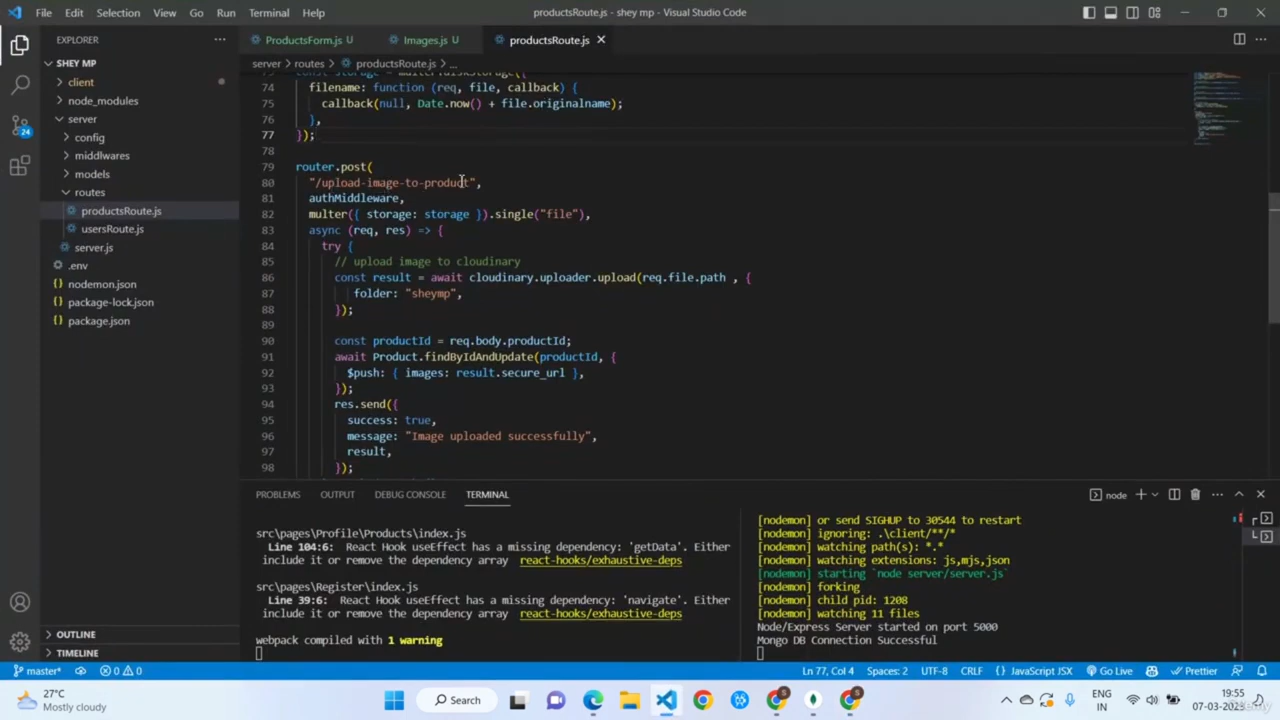 File Edit Selection View Go Run Terminal Help
productsRoute.js - shey mp - Visual Studio Code
EXPLORER
SHEY MP
client
node_modules
server
config
middlwares
models
routes
productsRoute.js
usersRoute.js
server.js
.env
nodemon.json
package-lock.json
package.json
OUTLINE
TIMELINE
24
ProductsForm.js U
Images.js U
productsRoute.js
server > routes > productsRoute.js > ...
74 filename: function (req, file, callback) {
75 callback(null, Date.now() + file.originalname);
76 },
77 });
78
79 router.post(
80 "/upload-image-to-product",
81 authMiddleware,
82 multer({ storage: storage }).single("file"),
83 async (req, res) => {
84 try {
85 // upload image to cloudinary
86 const result = await cloudinary.uploader.upload(req.file.path , {
87 folder: "sheymp",
88 });
89
90 const productId = req.body.productId;
91 await Product.findByIdAndUpdate(productId, {
92 $push: { images: result.secure_url },
93 });
94 res.send({
95 success: true,
96 message: "Image uploaded successfully",
97 result,
98 });
PROBLEMS OUTPUT DEBUG CONSOLE TERMINAL
node
src\pages\Profile\Products\index.js
Line 104:6: React Hook useEffect has a missing dependency: 'getData'. Either
include it or remove the dependency array react-hooks/exhaustive-deps
src\pages\Register\index.js
Line 39:6: React Hook useEffect has a missing dependency: 'navigate'. Either
include it or remove the dependency array react-hooks/exhaustive-deps
webpack compiled with 1 warning
[nodemon] or send SIGHUP to 30544 to restart
[nodemon] ignoring: .\client/**/*
[nodemon] watching path(s): *.*
[nodemon] watching extensions: js,mjs,json
[nodemon] starting `node server/server.js`
[nodemon] forking
[nodemon] child pid: 1208
[nodemon] watching 11 files
Node/Express Server started on port 5000
Mongo DB Connection Successful
master* 0 0
Ln 77, Col 4 Spaces: 2 UTF-8 CRLF {} JavaScript JSX Go Live Prettier
27°C
Mostly cloudy
Search
ENG
IN
19:55
07-03-2023